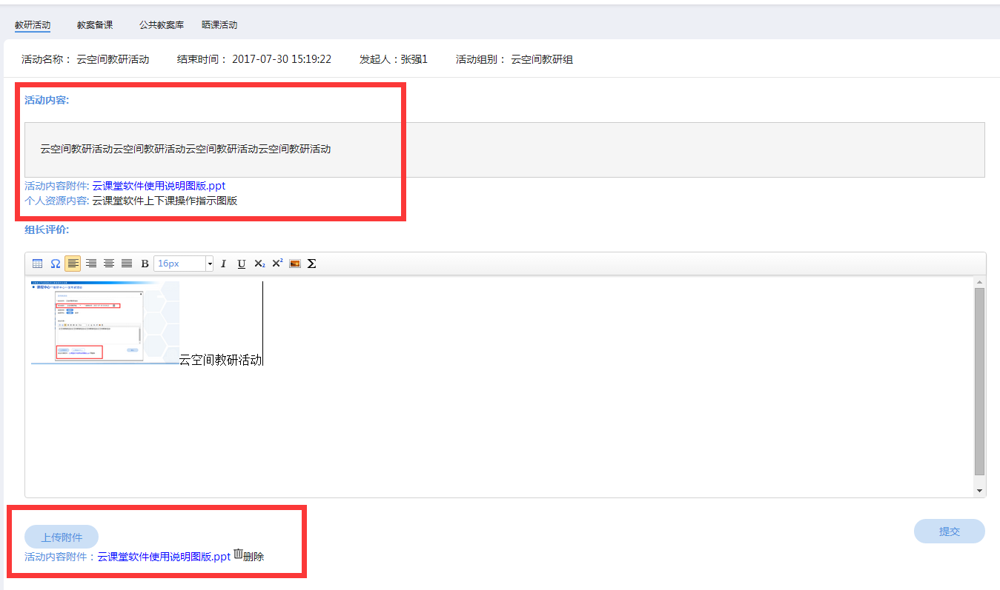 教研活动 教案备课 公共教案库 晒课活动
活动名称： 云空间教研活动 结束时间： 2017-07-30 15:19:22 发起人：张强1 活动组别： 云空间教研组
活动内容:
云空间教研活动云空间教研活动云空间教研活动云空间教研活动
活动内容附件: 云课堂软件使用说明图版.ppt
个人资源内容: 云课堂软件上下课操作指示图版
组长评价:
Ω B 16px I U X₂ X² Σ
云空间教研活动
上传附件 提交
活动内容附件：云课堂软件使用说明图版.ppt 删除